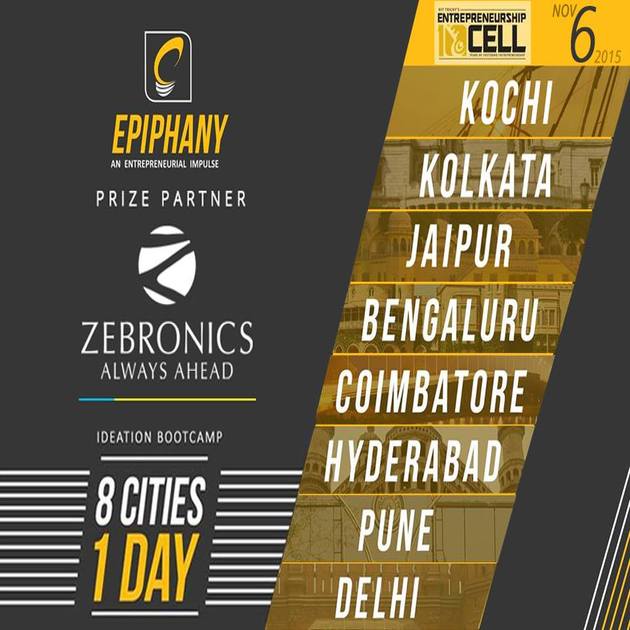 EPIPHANY
AN ENTREPRENEURIAL IMPULSE
PRIZE PARTNER
ZEBRONICS
ALWAYS AHEAD
IDEATION BOOTCAMP
8 CITIES
1 DAY
ENTREPRENEURSHIP
CELL
NOV
6
2015
KOCHI
KOLKATA
JAIPUR
BENGALURU
COIMBATORE
HYDERABAD
PUNE
DELHI